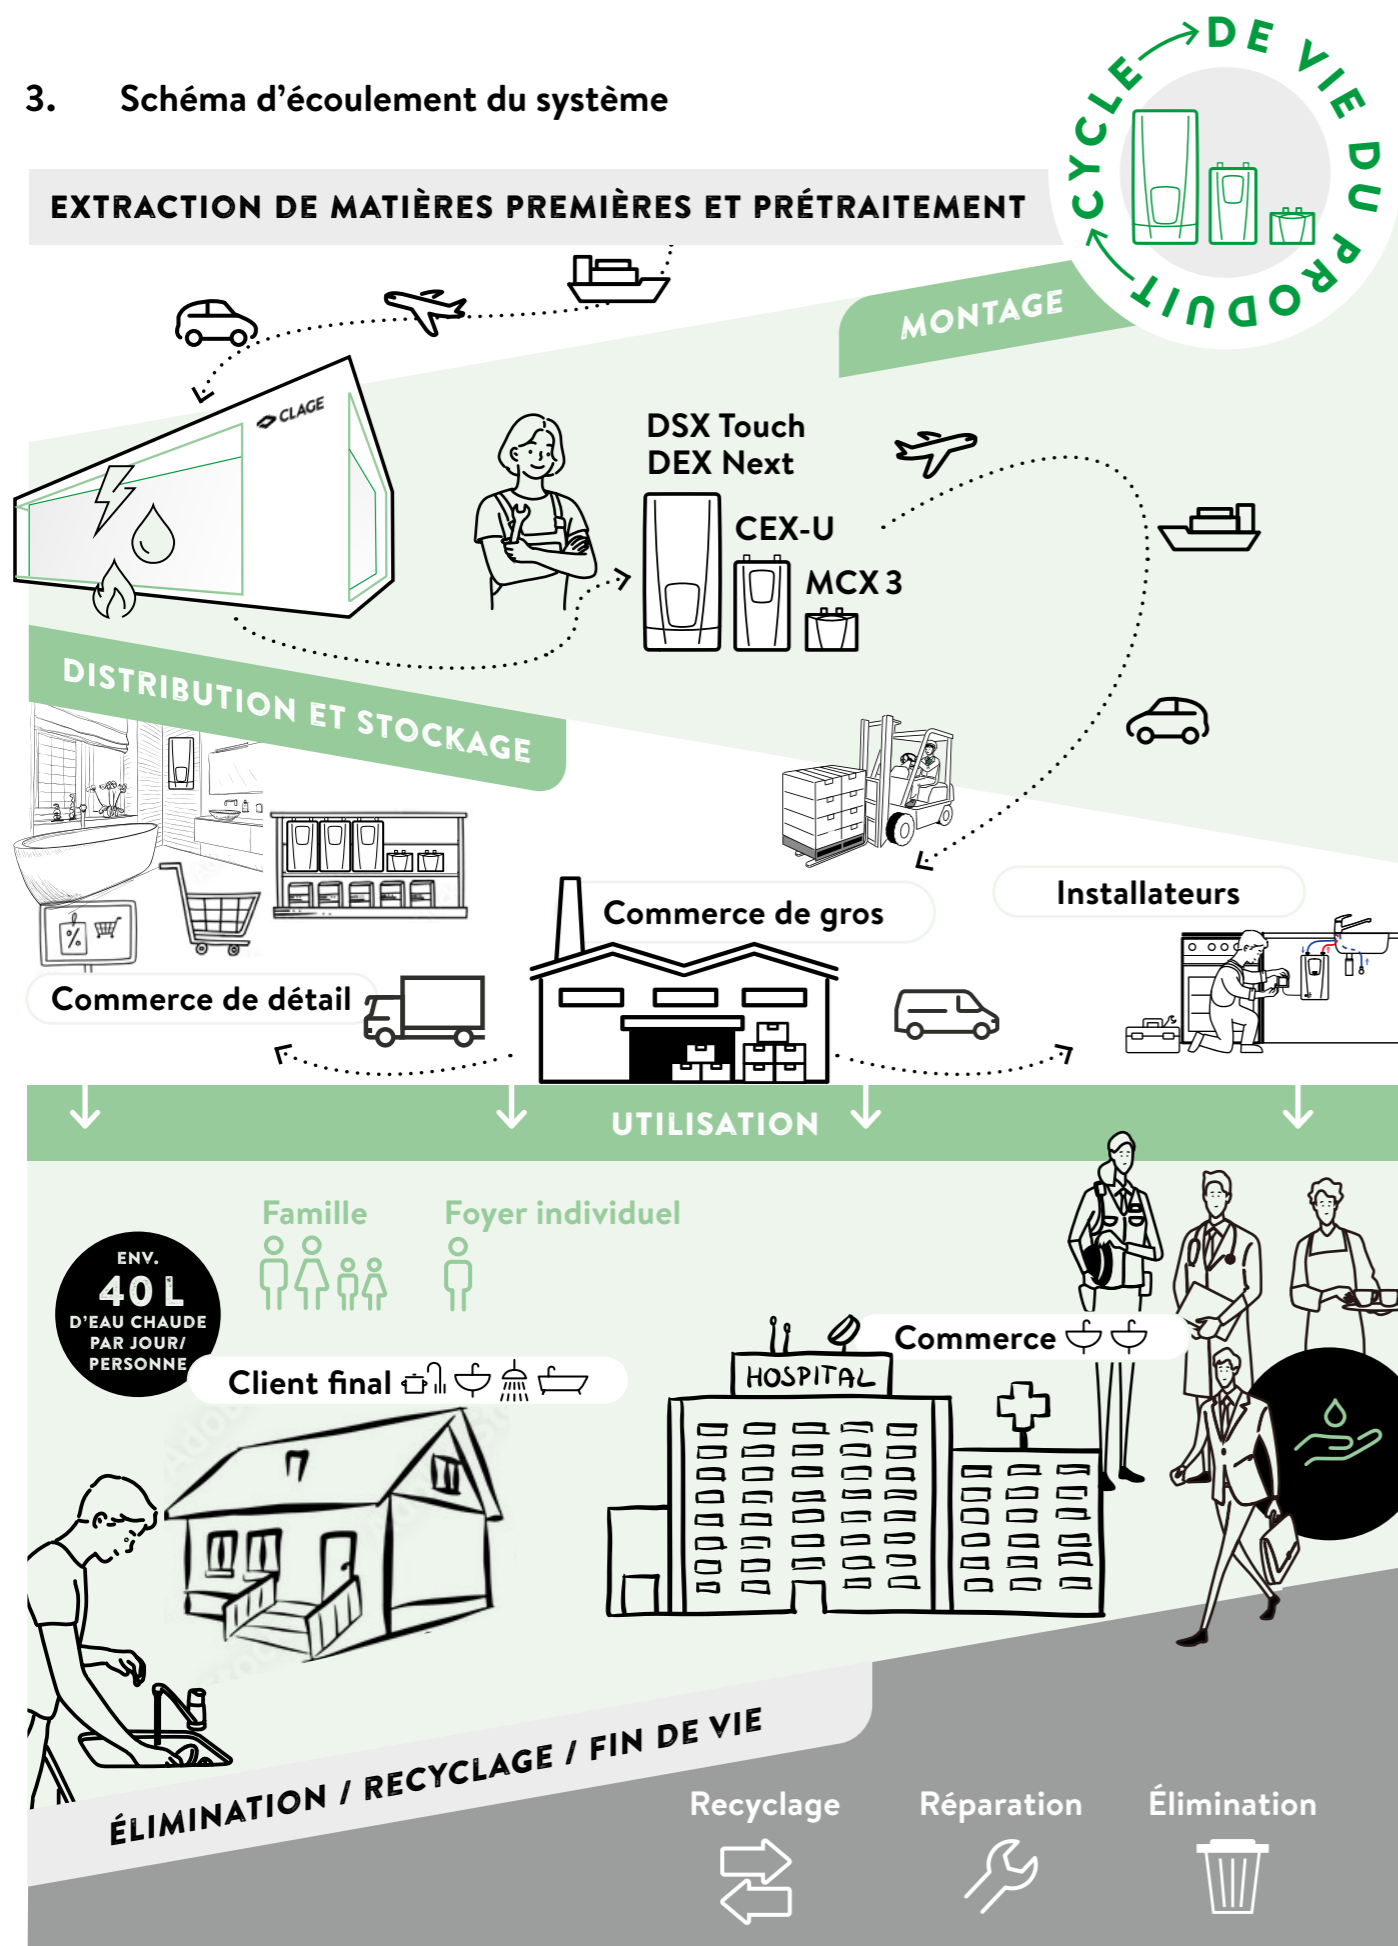 3. Schéma d'écoulement du système
CYCLE DE VIE DU PRODUIT
EXTRACTION DE MATIÈRES PREMIÈRES ET PRÉTRAITEMENT
MONTAGE
CLAGE
DSX Touch
DEX Next
CEX-U
MCX 3
DISTRIBUTION ET STOCKAGE
%
Commerce de gros
Installateurs
Commerce de détail
UTILISATION
Famille
Foyer individuel
ENV.
40 L
D'EAU CHAUDE
PAR JOUR/
PERSONNE
Commerce
Client final
HOSPITAL
ÉLIMINATION / RECYCLAGE / FIN DE VIE
Recyclage
Réparation
Élimination